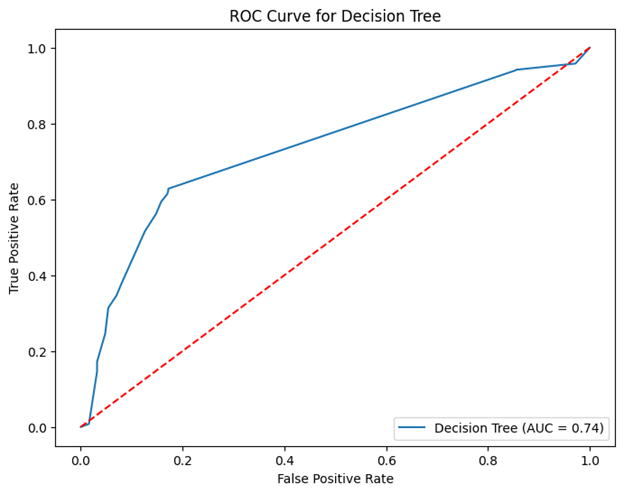 ROC Curve for Decision Tree
True Positive Rate
1.0
0.8
0.6
0.4
0.2
0.0
Decision Tree (AUC = 0.74)
0.0 0.2 0.4 0.6 0.8 1.0
False Positive Rate